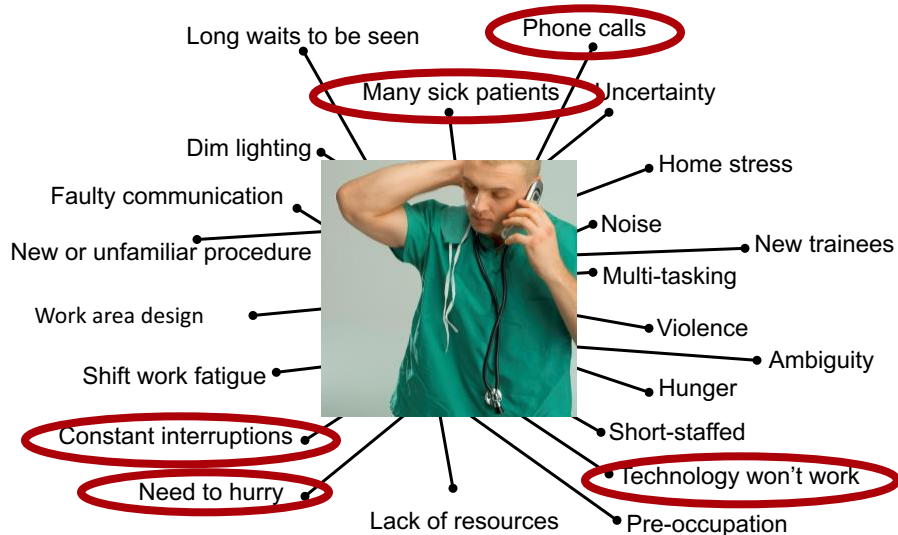 Phone calls
Long waits to be seen
Many sick patients
Uncertainty
Dim lighting
Home stress
Faulty communication
Noise
New or unfamiliar procedure
New trainees
Multi-tasking
Work area design
Violence
Ambiguity
Shift work fatigue
Hunger
Constant interruptions
Short-staffed
Technology won’t work
Need to hurry
Lack of resources
Pre-occupation